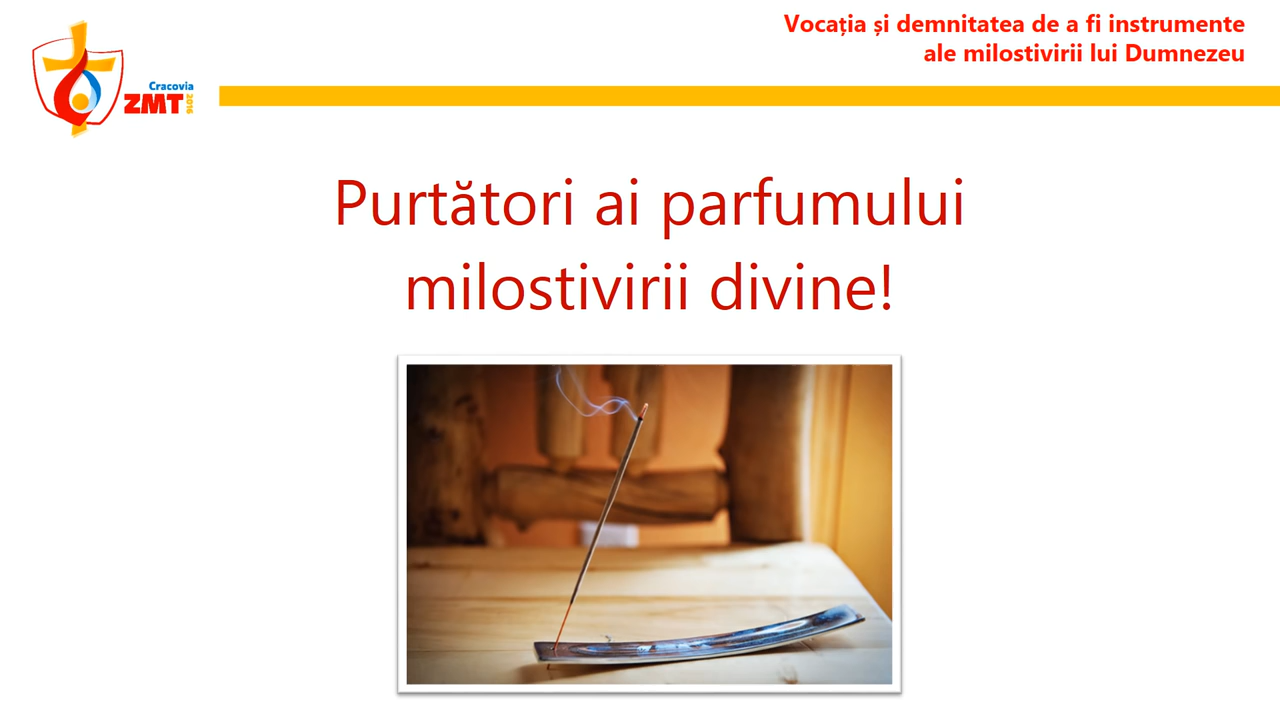 Vocația și demnitatea de a fi instrumente
ale milostivirii lui Dumnezeu
Cracovia
ZMT 2016
Purtători ai parfumului
milostivirii divine!